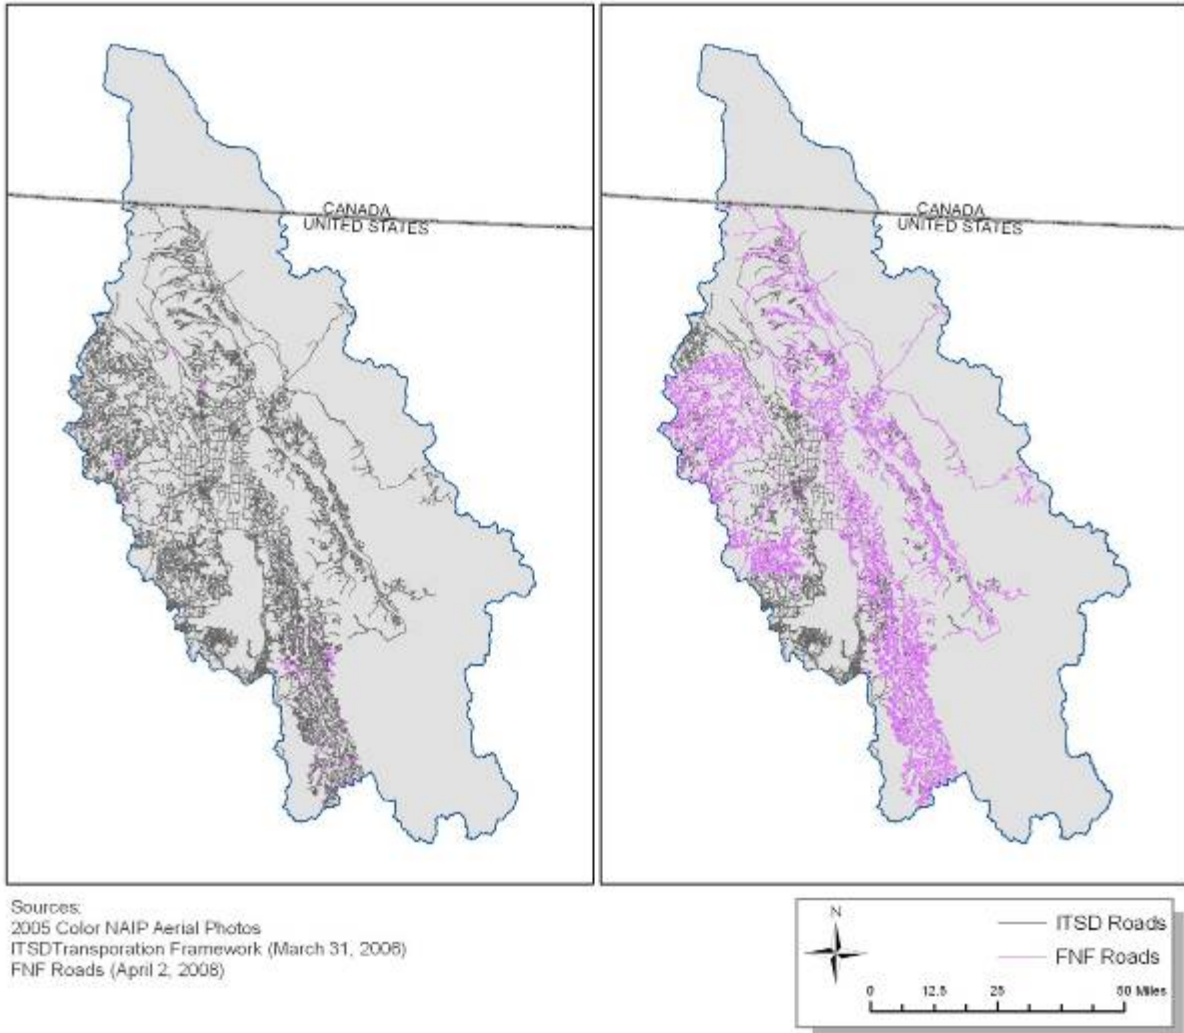 CANADA
UNITED STATES
CANADA
UNITED STATES
Sources:
2005 Color NAIP Aerial Photos
ITSDTransporation Framework (March 31, 2006)
FNF Roads (April 2, 2008)
N
ITSD Roads
FNF Roads
0 12.5 25 50 Miles